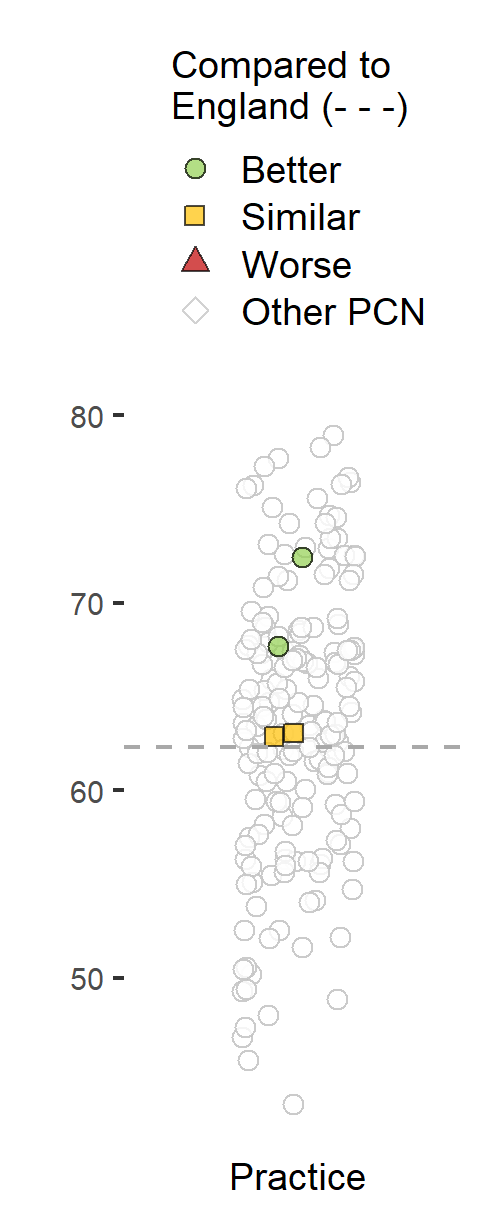 Compared to
England (- - -)
Better
Similar
Worse
Other PCN
80
70
60
50
Practice